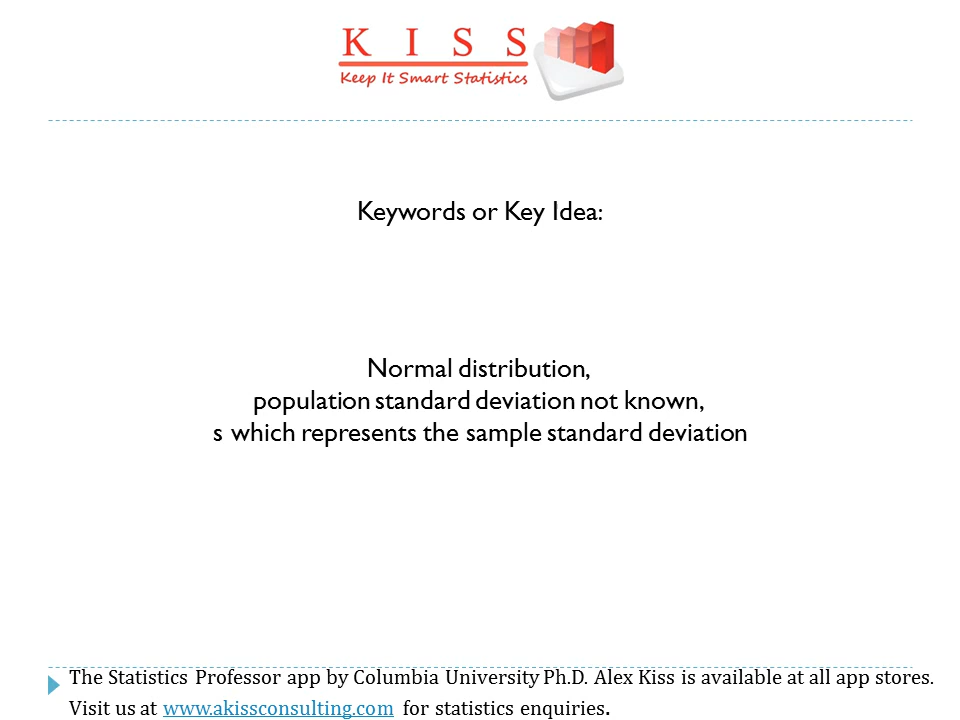 K I S S
Keep It Smart Statistics
Keywords or Key Idea:
Normal distribution,
population standard deviation not known,
s which represents the sample standard deviation
The Statistics Professor app by Columbia University Ph.D. Alex Kiss is available at all app stores.
Visit us at www.akissconsulting.com for statistics enquiries.